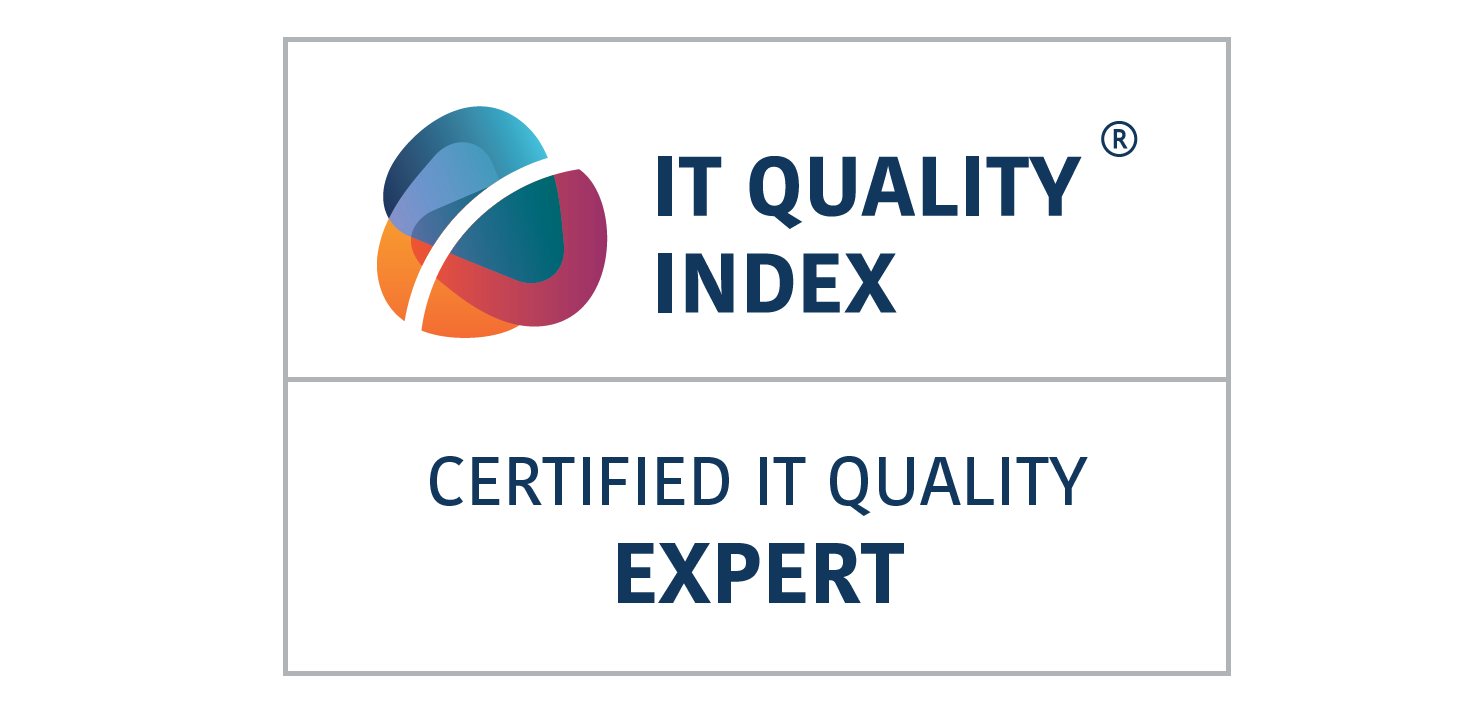 IT QUALITY ®
INDEX
CERTIFIED IT QUALITY
EXPERT